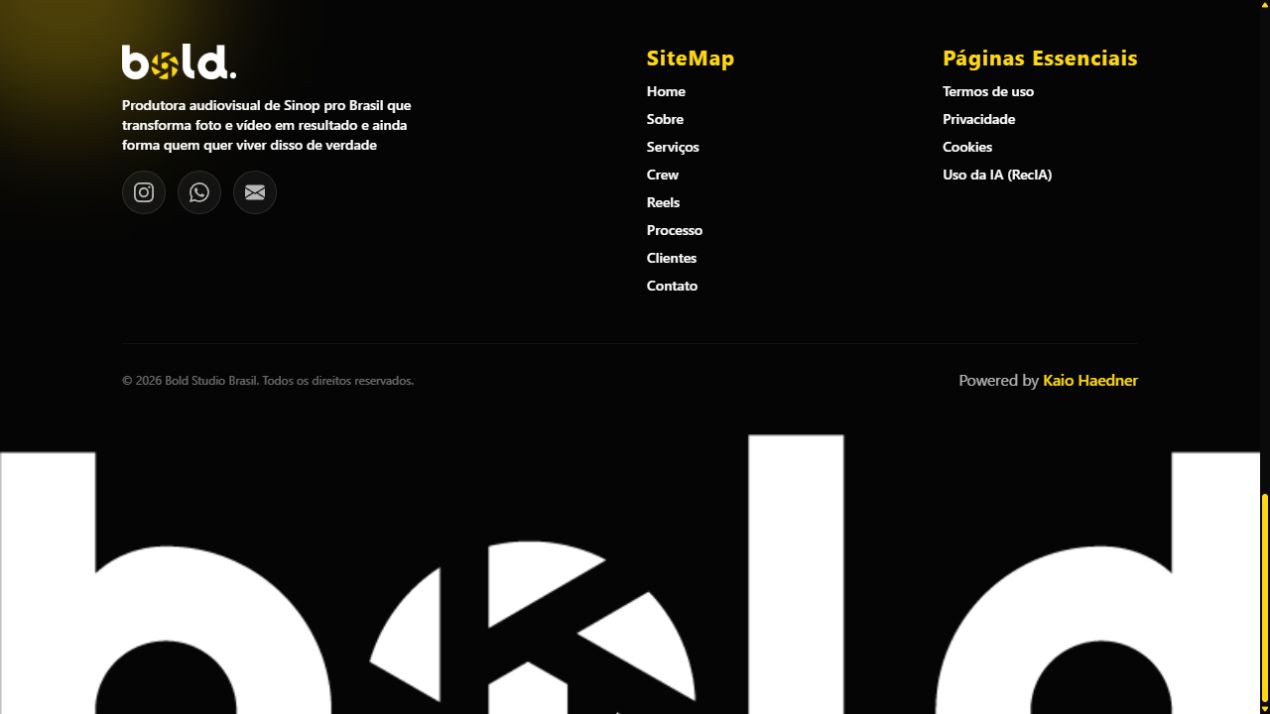 bold.
Produtora audiovisual de Sinop pro Brasil que
transforma foto e vídeo em resultado e ainda
forma quem quer viver disso de verdade
SiteMap
Home
Sobre
Serviços
Crew
Reels
Processo
Clientes
Contato
Páginas Essenciais
Termos de uso
Privacidade
Cookies
Uso da IA (RecIA)
© 2026 Bold Studio Brasil. Todos os direitos reservados.
Powered by Kaio Haedner
bold